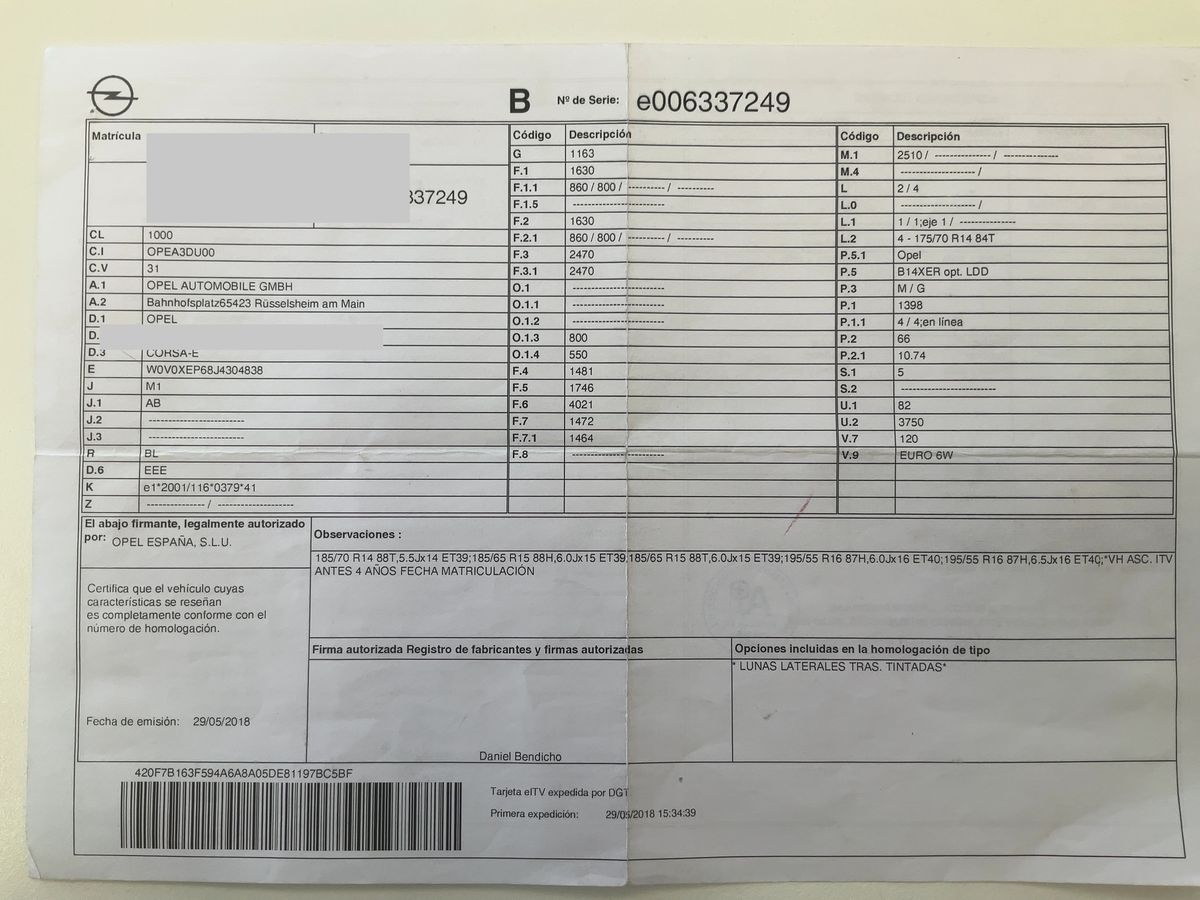 B Nº de Serie: e006337249
Matrícula
337249
CL 1000
C.I OPEA3DU00
C.V 31
A.1 OPEL AUTOMOBILE GMBH
A.2 Bahnhofsplatz65423 Rüsselsheim am Main
D.1 OPEL
D.
D.3 CORSA-E
E W0V0XEP68J4304838
J M1
J.1 AB
J.2 -----------------------
J.3 -----------------------
R BL
D.6 EEE
K e1*2001/116*0379*41
Z -------------- / ------------------
Código Descripción
G 1163
F.1 1630
F.1.1 860 / 800 / --------- / ---------
F.1.5 -----------------------
F.2 1630
F.2.1 860 / 800 / --------- / ---------
F.3 2470
F.3.1 2470
O.1 -----------------------
O.1.1 -----------------------
O.1.2 -----------------------
O.1.3 800
O.1.4 550
F.4 1481
F.5 1746
F.6 4021
F.7 1472
F.7.1 1464
F.8 -----------------------
Código Descripción
M.1 2510 / -------------- / --------------
M.4 ------------------ /
L 2 / 4
L.0 ------------------ /
L.1 1 / 1;eje 1 / --------------
L.2 4 - 175/70 R14 84T
P.5.1 Opel
P.5 B14XER opt. LDD
P.3 M / G
P.1 1398
P.1.1 4 / 4;en línea
P.2 66
P.2.1 10.74
S.1 5
S.2 -----------------------
U.1 82
U.2 3750
V.7 120
V.9 EURO 6W
El abajo firmante, legalmente autorizado
por: OPEL ESPAÑA, S.L.U.
Certifica que el vehículo cuyas
características se reseñan
es completamente conforme con el
número de homologación.
Fecha de emisión: 29/05/2018
Observaciones :
185/70 R14 88T,5.5Jx14 ET39;185/65 R15 88H,6.0Jx15 ET39,185/65 R15 88T,6.0Jx15 ET39;195/55 R16 87H,6.0Jx16 ET40;195/55 R16 87H,6.5Jx16 ET40;*VH ASC. ITV
ANTES 4 AÑOS FECHA MATRICULACIÓN
Firma autorizada Registro de fabricantes y firmas autorizadas
Daniel Bendicho
Opciones incluidas en la homologación de tipo
* LUNAS LATERALES TRAS. TINTADAS*
420F7B163F594A6A8A05DE81197BC5BF
Tarjeta eITV expedida por DGT
Primera expedición: 29/05/2018 15:34:39